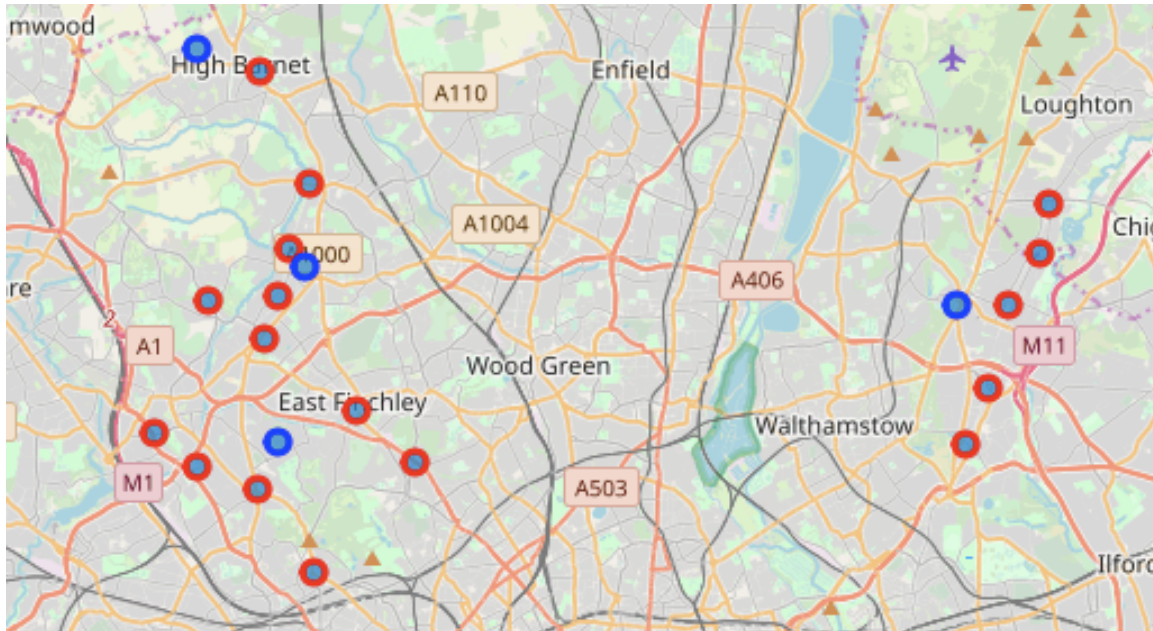 mwood
High Barnet
A110
Enfield
Loughton
A1004
A1000
A406
Chig
re
2
A1
M11
Wood Green
East Finchley
Walthamstow
M1
A503
Ilford